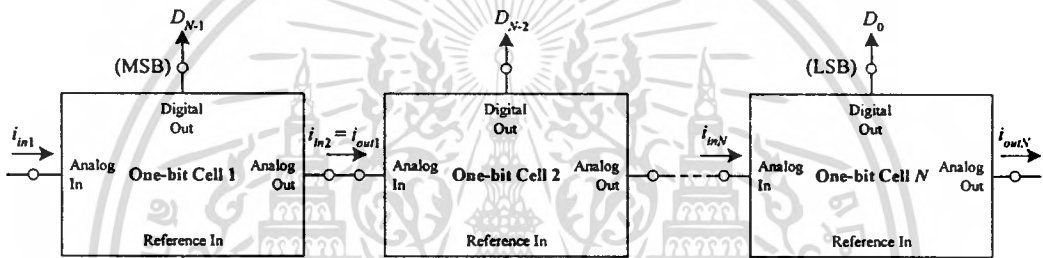 D_{N-1}
D_{N-2}
D_0
(MSB)
(LSB)
Digital Out
Digital Out
Digital Out
i_{in1}
i_{in2} = i_{out1}
i_{inN}
i_{outN}
Analog In
One-bit Cell 1
Analog Out
Analog In
One-bit Cell 2
Analog Out
Analog In
One-bit Cell N
Analog Out
Reference In
Reference In
Reference In